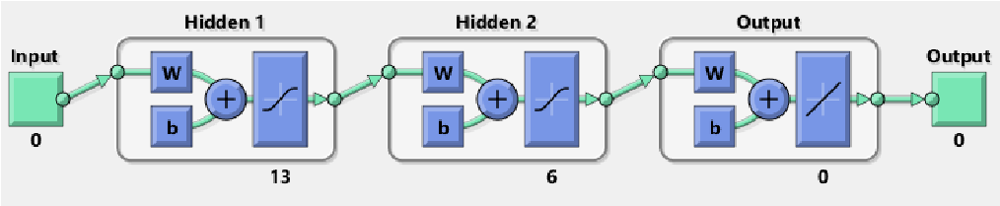 Hidden 1 Hidden 2 Output
Input Output
W W W
+ + +
b b b
0 0
13 6 0